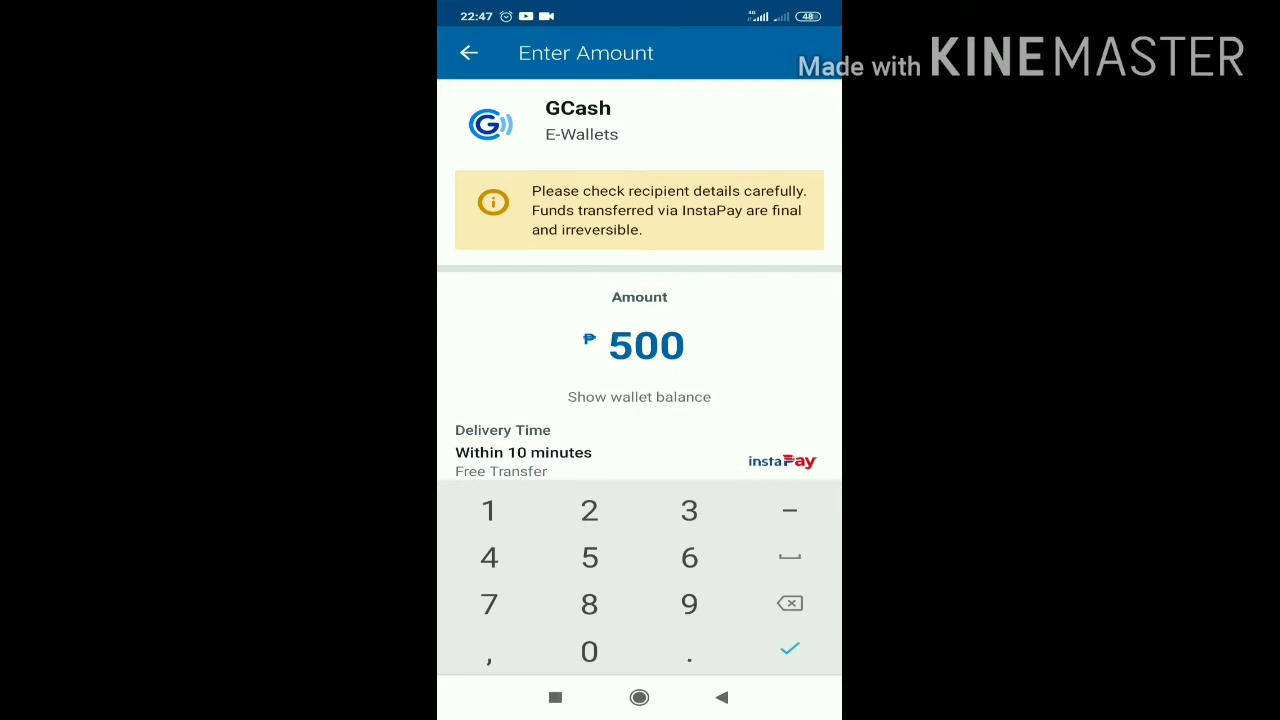 22:47
4G
48
Enter Amount
Made with KINEMASTER
GCash
E-Wallets
Please check recipient details carefully.
Funds transferred via InstaPay are final
and irreversible.
Amount
₱ 500
Show wallet balance
Delivery Time
Within 10 minutes
instaPay
Free Transfer
1 2 3 –
4 5 6
7 8 9
, 0 .